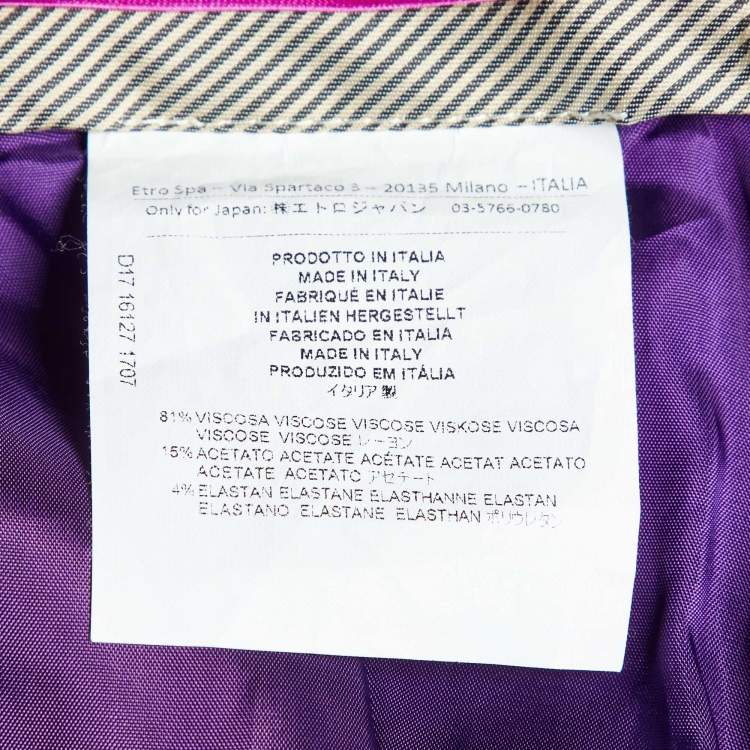 Etro Spa – Via Spartaco 3 – 20135 Milano – ITALIA
Only for Japan: ㈱エトロジャパン 03-5766-0780
D17 16127 1707
PRODOTTO IN ITALIA
MADE IN ITALY
FABRIQUÉ EN ITALIE
IN ITALIEN HERGESTELLT
FABRICADO EN ITALIA
MADE IN ITALY
PRODUZIDO EM ITÁLIA
イタリア製
81% VISCOSA VISCOSE VISCOSE VISKOSE VISCOSA
VISCOSE VISCOSE レーヨン
15% ACETATO ACETATE ACÉTATE ACETAT ACETATO
ACETATE ACETATO アセテート
4% ELASTAN ELASTANE ELASTHANNE ELASTAN
ELASTANO ELASTANE ELASTHAN ポリウレタン